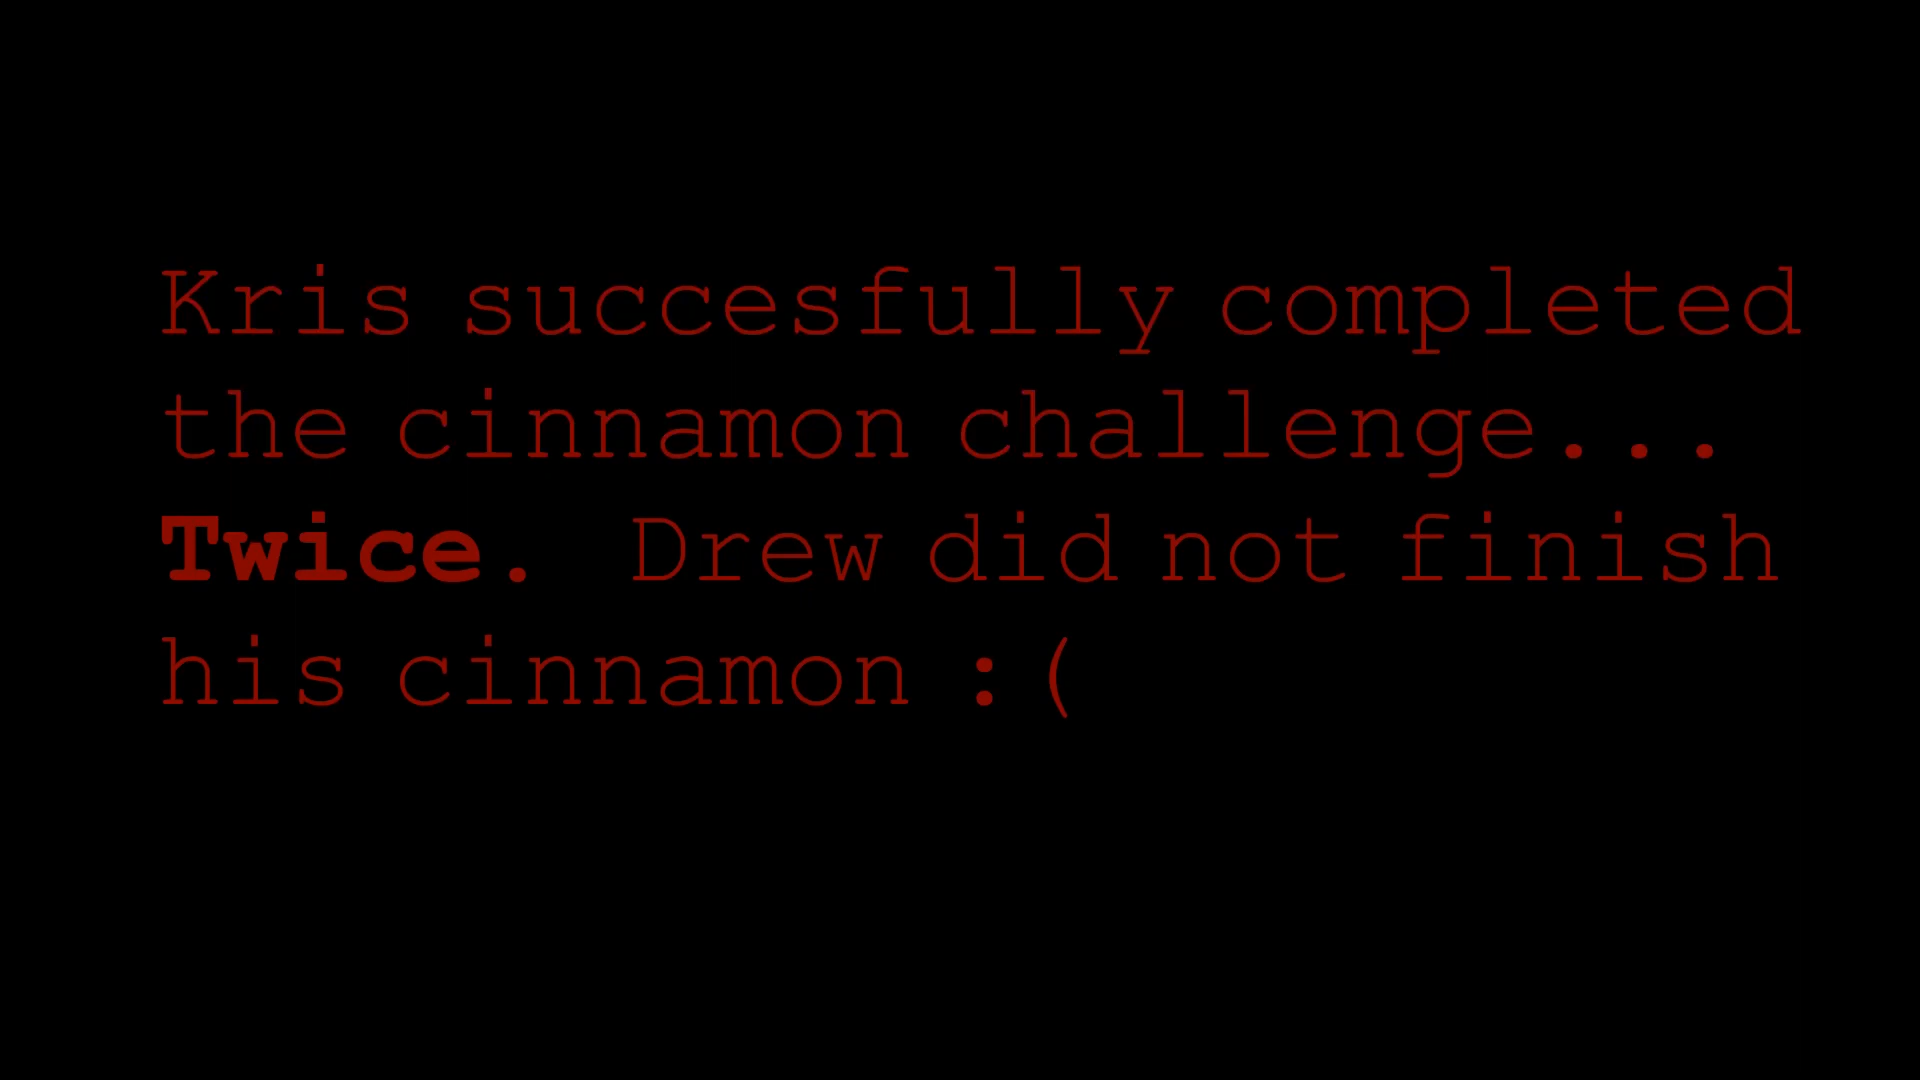 Kris succesfully completed
the cinnamon challenge...
Twice. Drew did not finish
his cinnamon :(